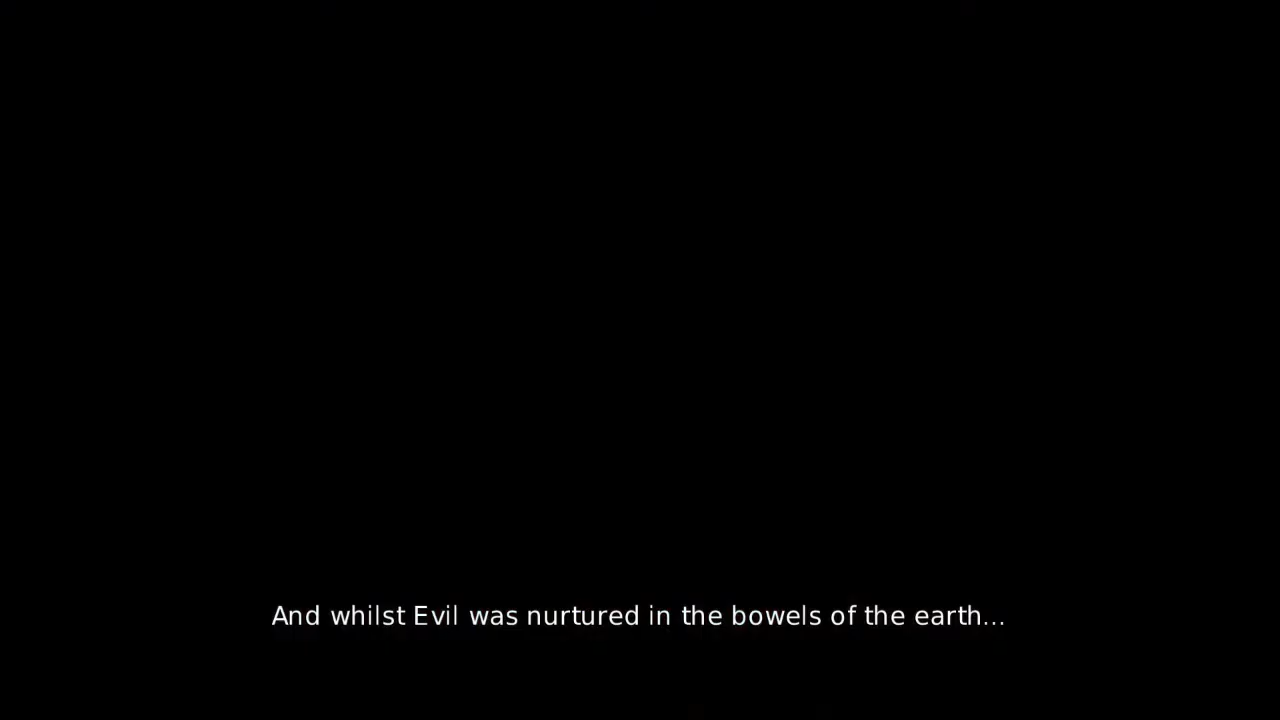 And whilst Evil was nurtured in the bowels of the earth...